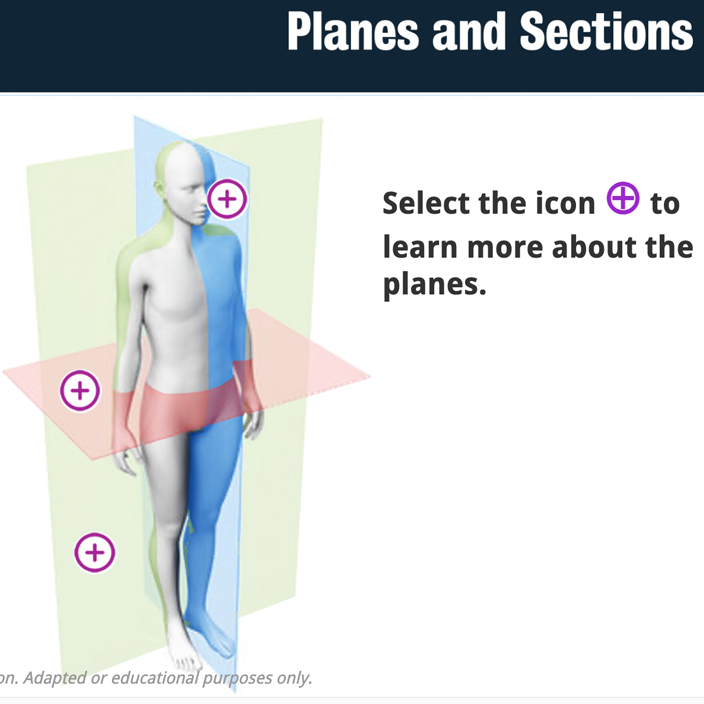 Planes and Sections
Select the icon to
learn more about the
planes.
on. Adapted or educational purposes only.